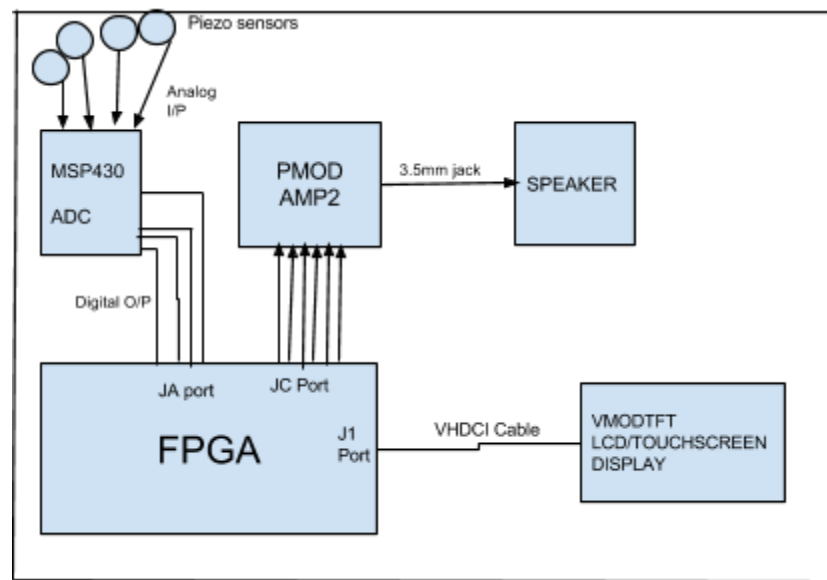 Piezo sensors
Analog
I/P
MSP430
ADC
PMOD
AMP2
3.5mm jack
SPEAKER
Digital O/P
JA port
JC Port
FPGA
J1
Port
VHDCI Cable
VMODTFT
LCD/TOUCHSCREEN
DISPLAY